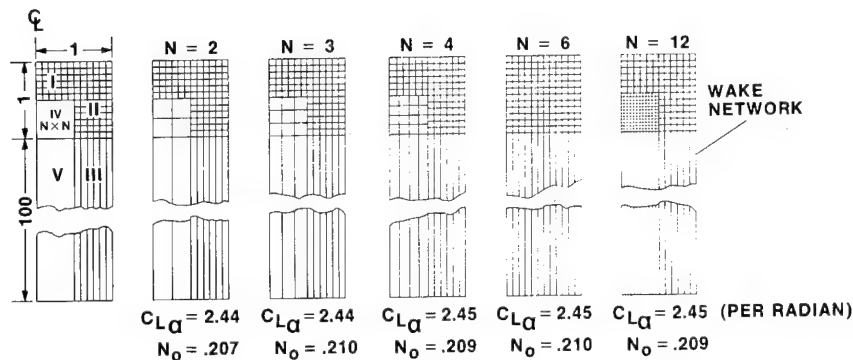 ℄
1
N = 2
N = 3
N = 4
N = 6
N = 12
1
I
II
IV
N×N
V
III
100
WAKE
NETWORK
CLα = 2.44
CLα = 2.44
CLα = 2.45
CLα = 2.45
CLα = 2.45 (PER RADIAN)
No = .207
No = .210
No = .209
No = .210
No = .209